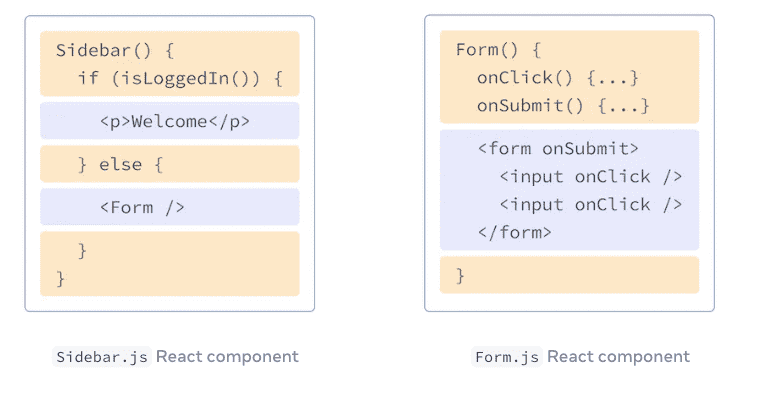 Sidebar() {
if (isLoggedIn()) {
<p>Welcome</p>
} else {
<Form />
}
}
Sidebar.js React component
Form() {
onClick() {...}
onSubmit() {...}
<form onSubmit>
<input onClick />
<input onClick />
</form>
}
Form.js React component